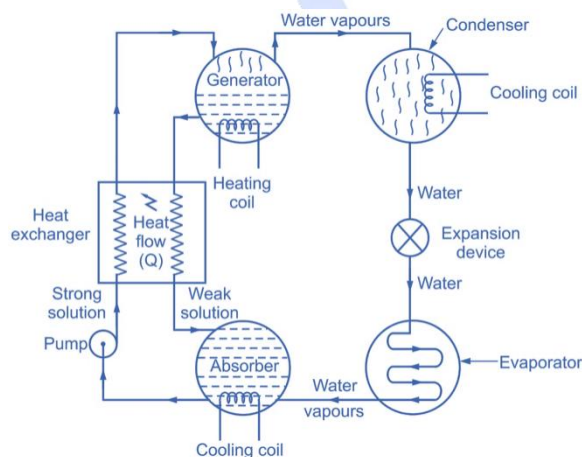 Water vapours
Condenser
Generator
Cooling coil
Heating
coil
Water
Heat
exchanger
Heat
flow
(Q)
Expansion
device
Strong
solution
Weak
solution
Water
Pump
Absorber
Evaporator
Water
vapours
Cooling coil